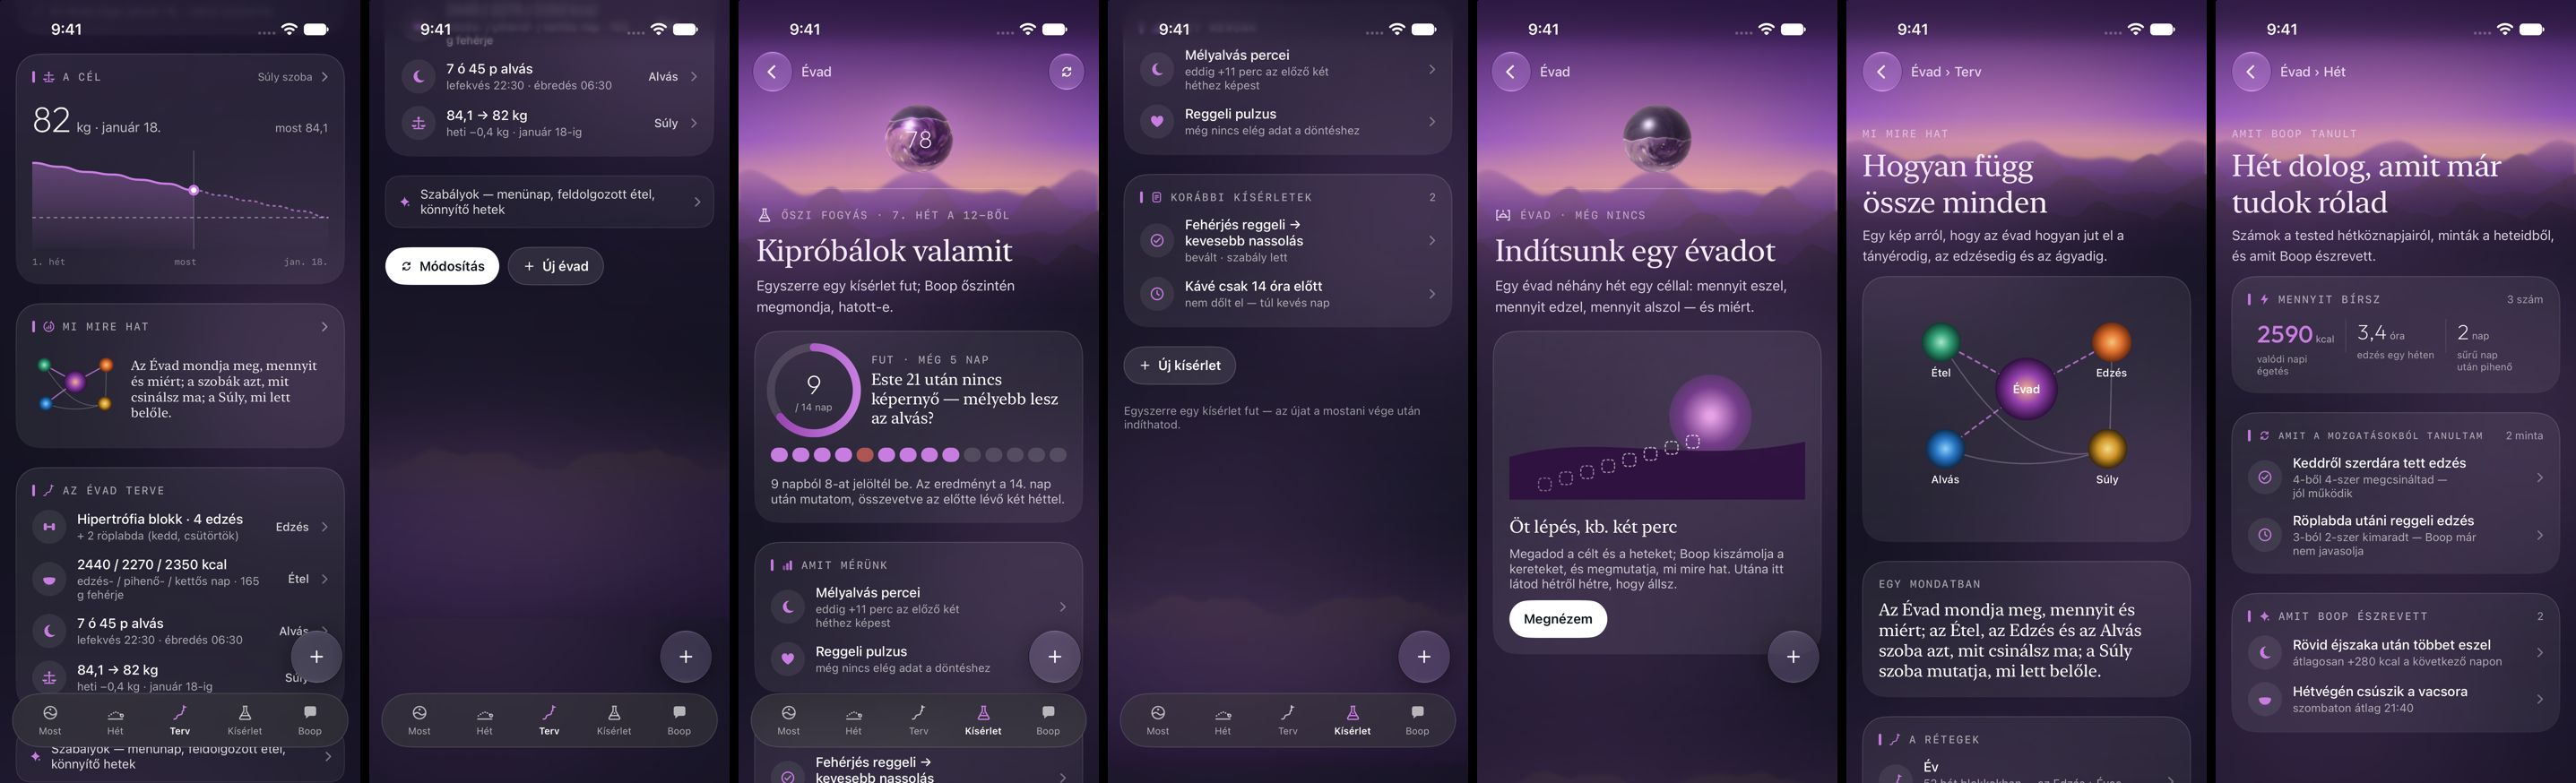 9:41
A CÉL
Súly szoba
82 kg · január 18.
most 84,1
1. hét
most
jan. 18.
MI MIRE HAT
Az Évad mondja meg, mennyit
és miért; a szobák azt, mit
csinálsz ma; a Súly, mi lett
belőle.
AZ ÉVAD TERVE
Hipertrófia blokk · 4 edzés
+ 2 röplabda (kedd, csütörtök)
Edzés
2440 / 2270 / 2350 kcal
edzés- / pihenő- / kettős nap · 165
g fehérje
Étel
7 ó 45 p alvás
lefekvés 22:30 · ébredés 06:30
Alvás
84,1 → 82 kg
heti −0,4 kg · január 18-ig
Súly
Most
Hét
Terv
Kísérlet
Boop
Szabályok — menünap, feldolgozott étel,
könnyítő hetek
9:41
g fehérje
7 ó 45 p alvás
lefekvés 22:30 · ébredés 06:30
Alvás
84,1 → 82 kg
heti −0,4 kg · január 18-ig
Súly
Szabályok — menünap, feldolgozott étel,
könnyítő hetek
Módosítás
+ Új évad
Most
Hét
Terv
Kísérlet
Boop
9:41
Évad
78
ŐSZI FOGYÁS · 7. HÉT A 12-BŐL
Kipróbálok valamit
Egyszerre egy kísérlet fut; Boop őszintén
megmondja, hatott-e.
9
/ 14 nap
FUT · MÉG 5 NAP
Este 21 után nincs
képernyő — mélyebb lesz
az alvás?
9 napból 8-at jelöltél be. Az eredményt a 14. nap
után mutatom, összevetve az előtte lévő két héttel.
AMIT MÉRÜNK
Mélyalvás percei
eddig +11 perc az előző két
héthez képest
Reggeli pulzus
még nincs elég adat a döntéshez
Most
Hét
Terv
Kísérlet
Boop
Fehérjés reggeli →
kevesebb nassolás
9:41
Mélyalvás percei
eddig +11 perc az előző két
héthez képest
Reggeli pulzus
még nincs elég adat a döntéshez
KORÁBBI KÍSÉRLETEK
2
Fehérjés reggeli →
kevesebb nassolás
bevált · szabály lett
Kávé csak 14 óra előtt
nem dőlt el — túl kevés nap
+ Új kísérlet
Egyszerre egy kísérlet fut — az újat a mostani vége után
indíthatod.
Most
Hét
Terv
Kísérlet
Boop
9:41
Évad
ÉVAD · MÉG NINCS
Indítsunk egy évadot
Egy évad néhány hét egy céllal: mennyit eszel,
mennyit edzel, mennyit alszol — és miért.
Öt lépés, kb. két perc
Megadod a célt és a heteket; Boop kiszámolja a
kereteket, és megmutatja, mi mire hat. Utána itt
látod hétről hétre, hogy állsz.
Megnézem
9:41
Évad › Terv
MI MIRE HAT
Hogyan függ
össze minden
Egy kép arról, hogy az évad hogyan jut el a
tányérodig, az edzésedig és az ágyadig.
Étel
Edzés
Évad
Alvás
Súly
EGY MONDATBAN
Az Évad mondja meg, mennyit és
miért; az Étel, az Edzés és az Alvás
szoba azt, mit csinálsz ma; a Súly
szoba mutatja, mi lett belőle.
A RÉTEGEK
Év
9:41
Évad › Hét
AMIT BOOP TANULT
Hét dolog, amit már
tudok rólad
Számok a tested hétköznapjairól, minták a heteidből,
és amit Boop észrevett.
MENNYIT BÍRSZ
3 szám
2590 kcal
valódi napi
égetés
3,4 óra
edzés egy héten
2 nap
sűrű nap
után pihenő
AMIT A MOZGATÁSOKBÓL TANULTAM
2 minta
Keddről szerdára tett edzés
4-ből 4-szer megcsináltad —
jól működik
Röplabda utáni reggeli edzés
3-ból 2-szer kimaradt — Boop már
nem javasolja
AMIT BOOP ÉSZREVETT
2
Rövid éjszaka után többet eszel
átlagosan +280 kcal a következő napon
Hétvégén csúszik a vacsora
szombaton átlag 21:40